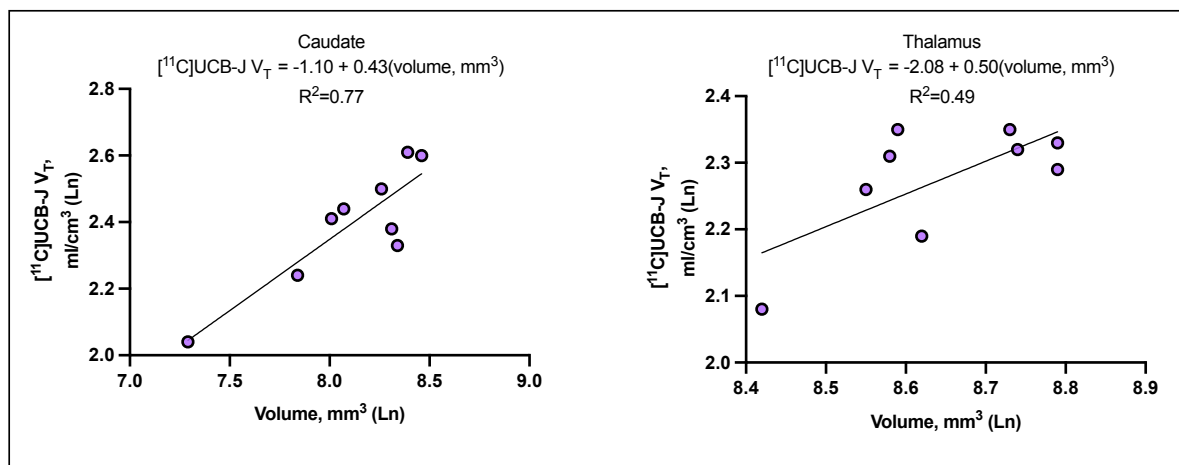 Caudate
[¹¹C]UCB-J V_T = -1.10 + 0.43(volume, mm³)
R²=0.77
2.8
2.6
2.4
2.2
2.0
[¹¹C]UCB-J V_T,
ml/cm³ (Ln)
7.0 7.5 8.0 8.5 9.0
Volume, mm³ (Ln)
Thalamus
[¹¹C]UCB-J V_T = -2.08 + 0.50(volume, mm³)
R²=0.49
2.4
2.3
2.2
2.1
2.0
[¹¹C]UCB-J V_T,
ml/cm³ (Ln)
8.4 8.5 8.6 8.7 8.8 8.9
Volume, mm³ (Ln)